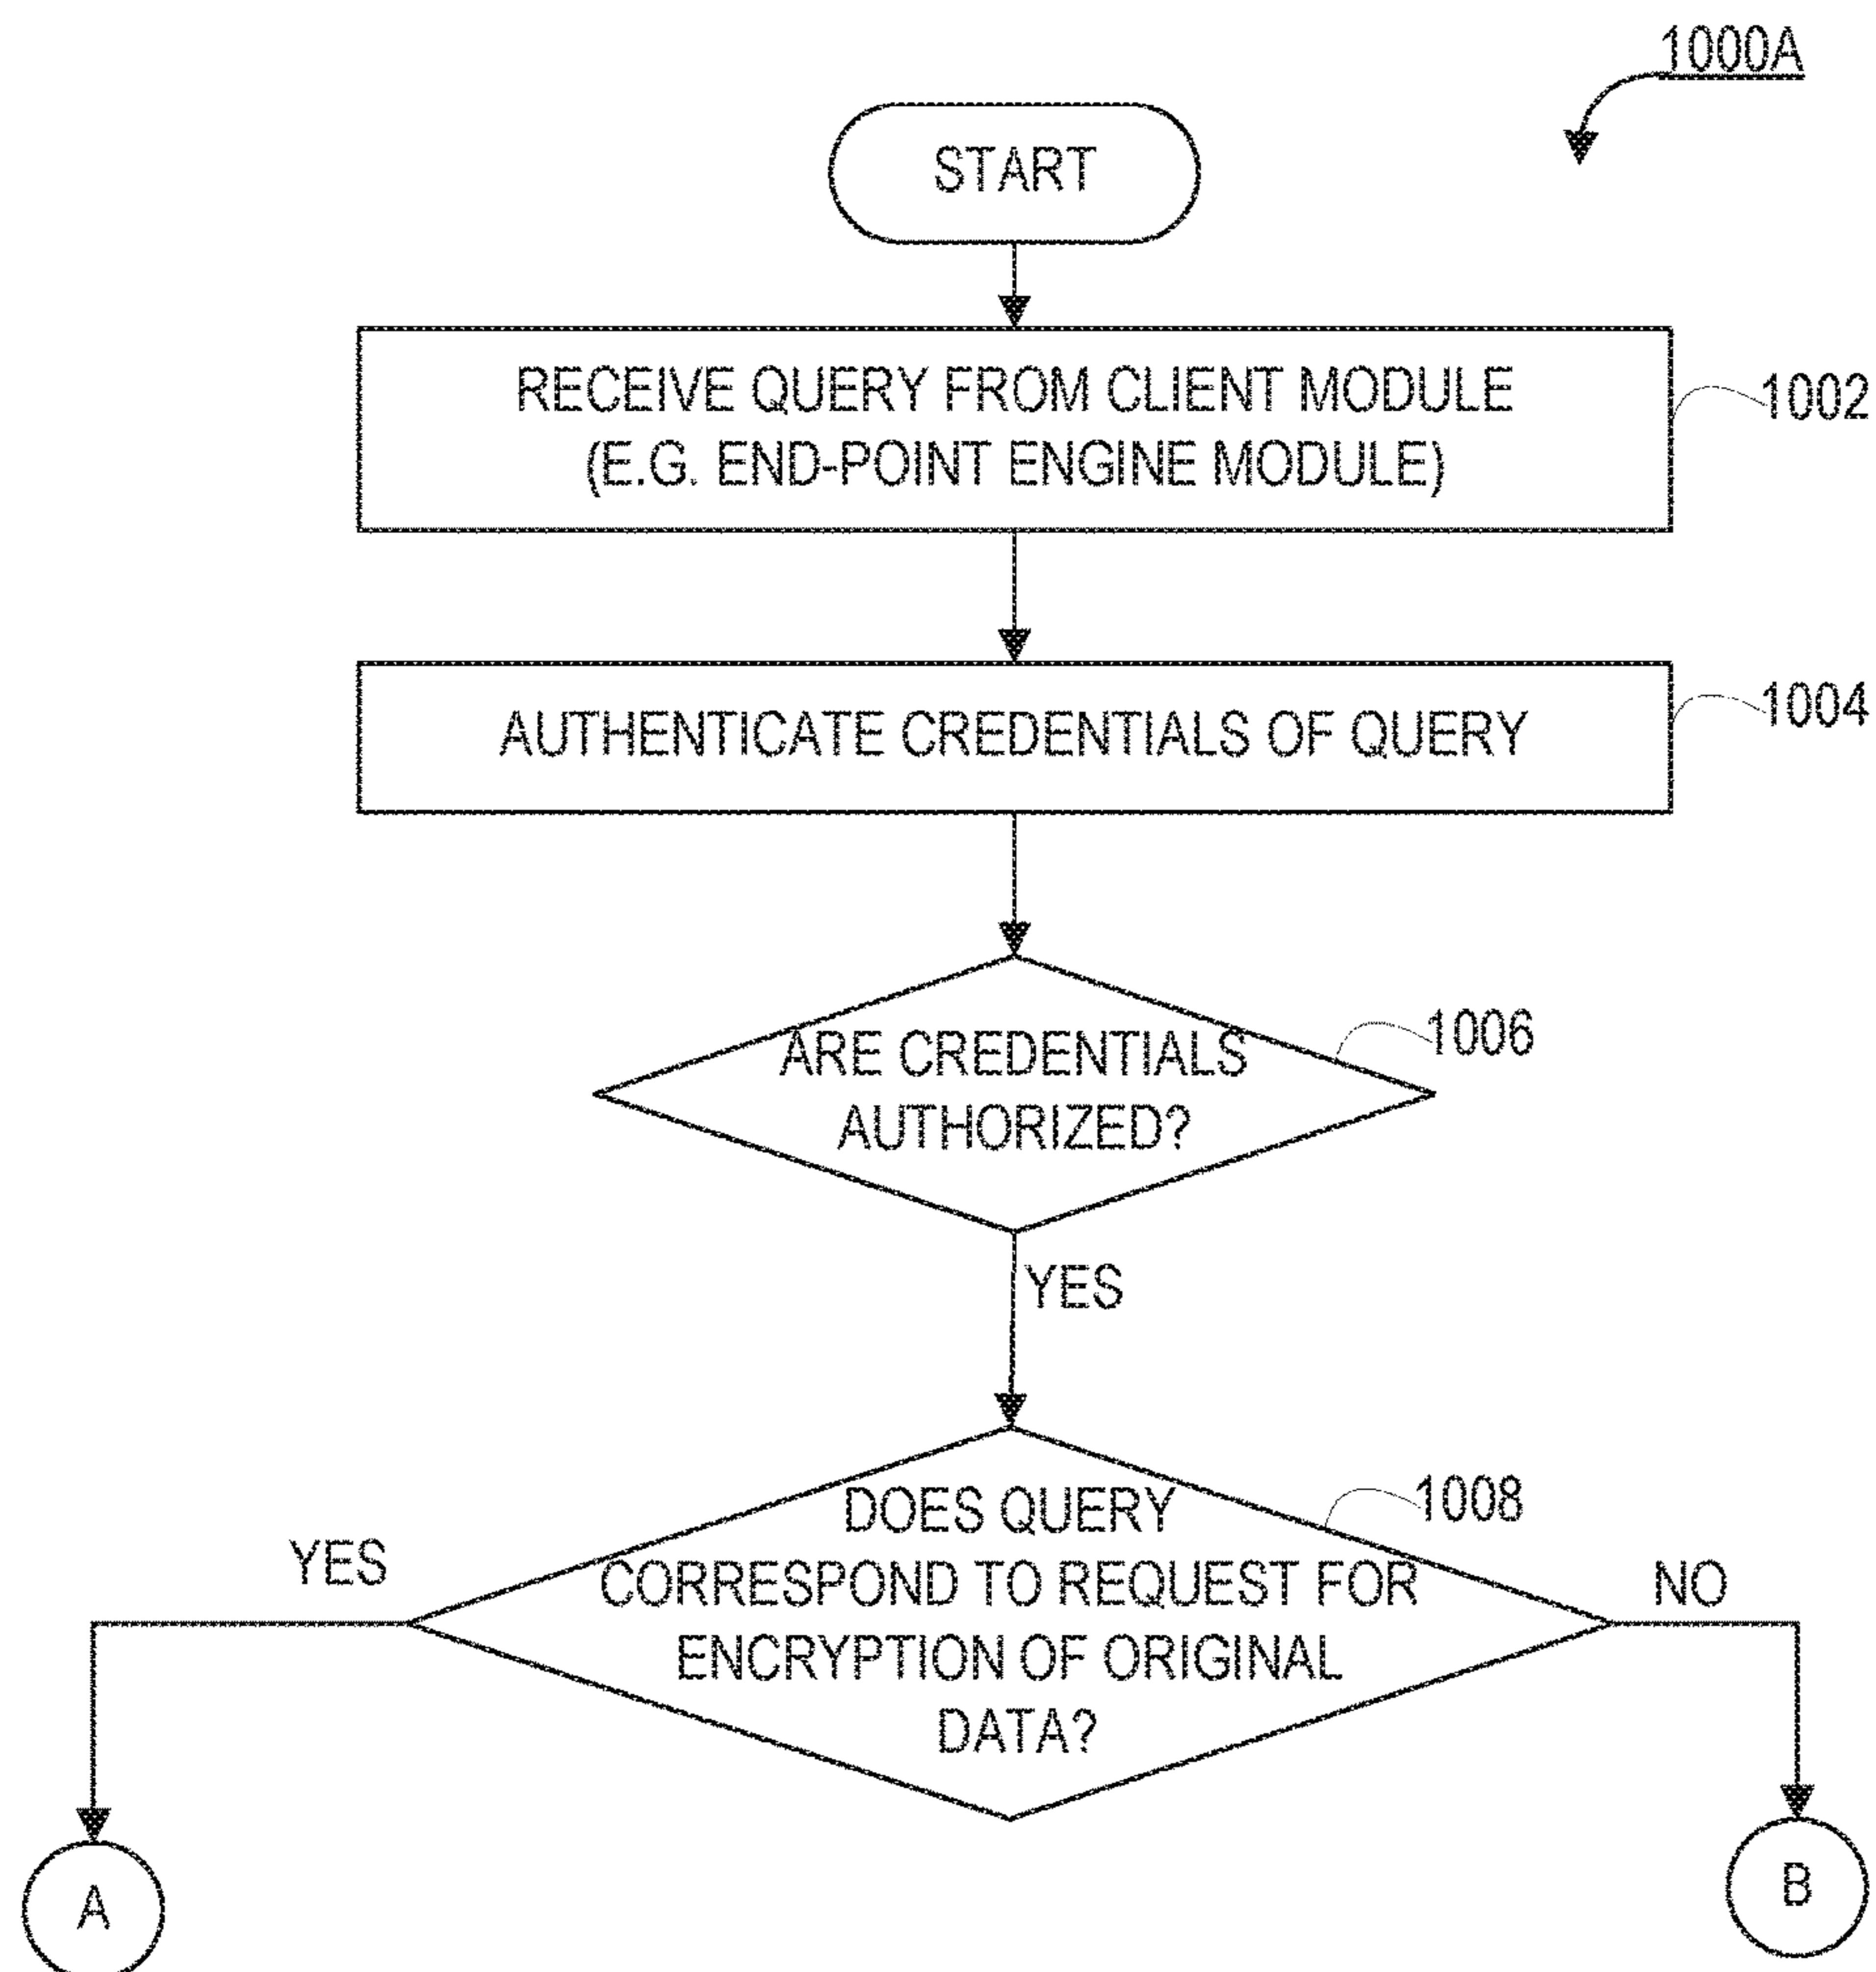 1000A
START
RECEIVE QUERY FROM CLIENT MODULE
(E.G. END-POINT ENGINE MODULE)
1002
AUTHENTICATE CREDENTIALS OF QUERY
1004
ARE CREDENTIALS
AUTHORIZED?
1006
YES
DOES QUERY
CORRESPOND TO REQUEST FOR
ENCRYPTION OF ORIGINAL
DATA?
1008
YES
NO
A
B